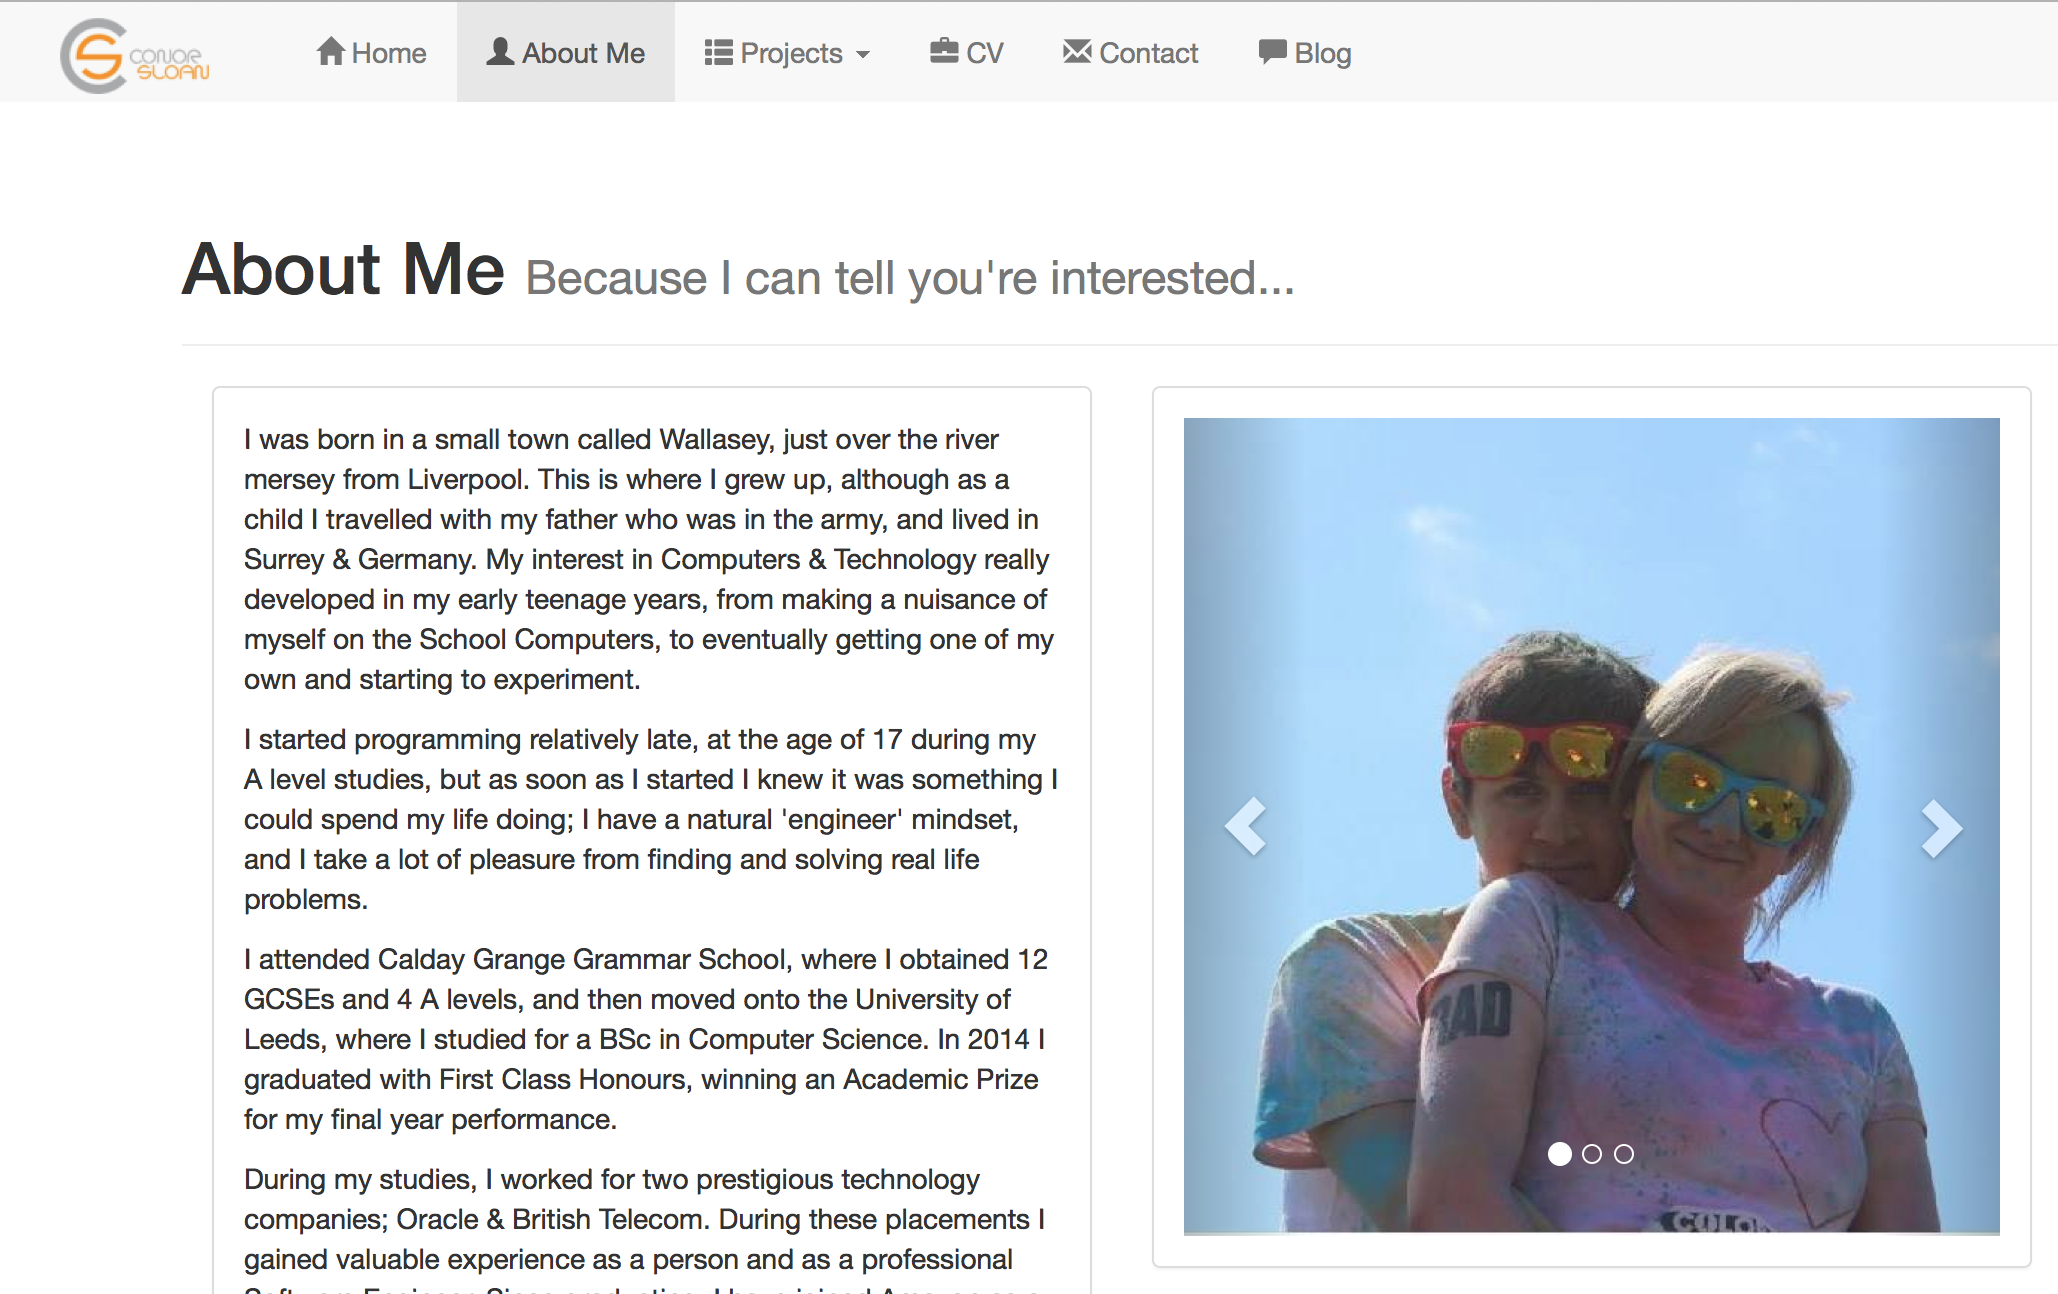 CONOR
SLOAN
Home
About Me
Projects
CV
Contact
Blog
About Me Because I can tell you're interested...
I was born in a small town called Wallasey, just over the river
mersey from Liverpool. This is where I grew up, although as a
child I travelled with my father who was in the army, and lived in
Surrey & Germany. My interest in Computers & Technology really
developed in my early teenage years, from making a nuisance of
myself on the School Computers, to eventually getting one of my
own and starting to experiment.
I started programming relatively late, at the age of 17 during my
A level studies, but as soon as I started I knew it was something I
could spend my life doing; I have a natural 'engineer' mindset,
and I take a lot of pleasure from finding and solving real life
problems.
I attended Calday Grange Grammar School, where I obtained 12
GCSEs and 4 A levels, and then moved onto the University of
Leeds, where I studied for a BSc in Computer Science. In 2014 I
graduated with First Class Honours, winning an Academic Prize
for my final year performance.
During my studies, I worked for two prestigious technology
companies; Oracle & British Telecom. During these placements I
gained valuable experience as a person and as a professional